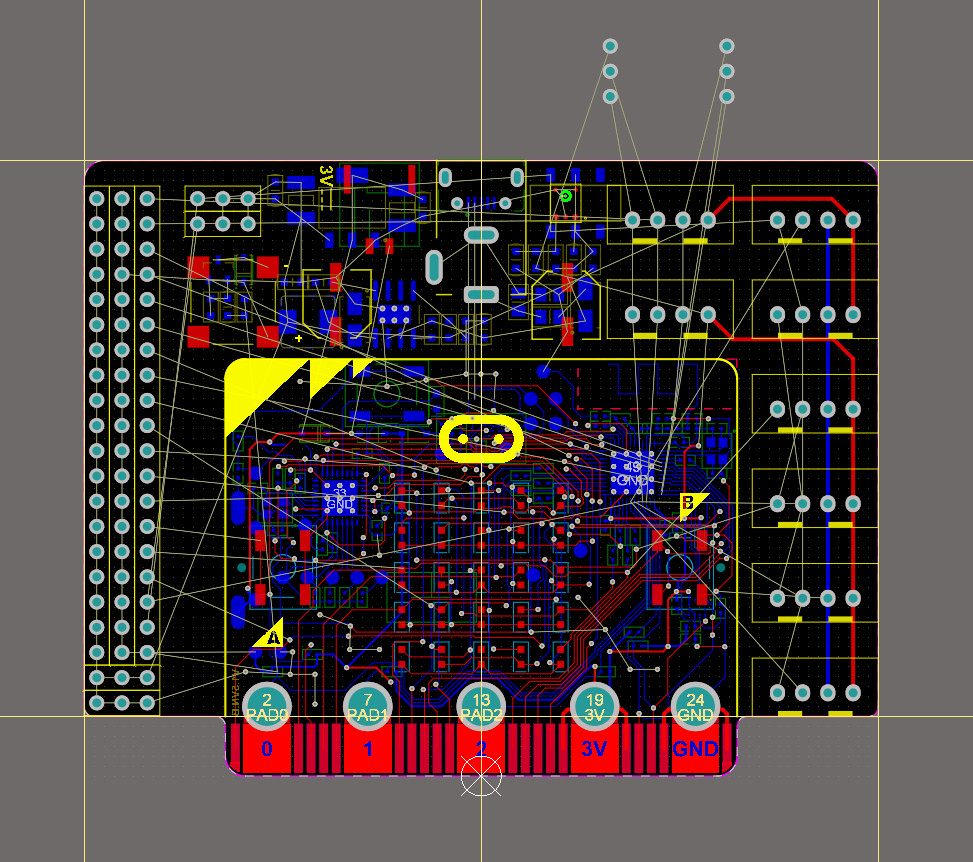 3V
-
+
33
GND
49
GND
B
A
2
PAD0
7
PAD1
13
PAD2
19
3V
24
GND
0
1
2
3V
GND